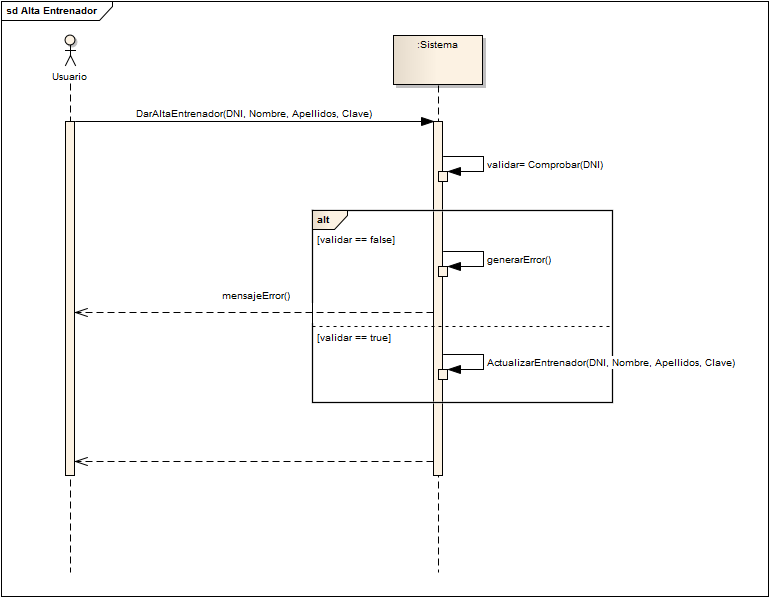 sd Alta Entrenador
Usuario
:Sistema
DarAltaEntrenador(DNI, Nombre, Apellidos, Clave)
validar= Comprobar(DNI)
alt
[validar == false]
generarError()
mensajeError()
[validar == true]
ActualizarEntrenador(DNI, Nombre, Apellidos, Clave)